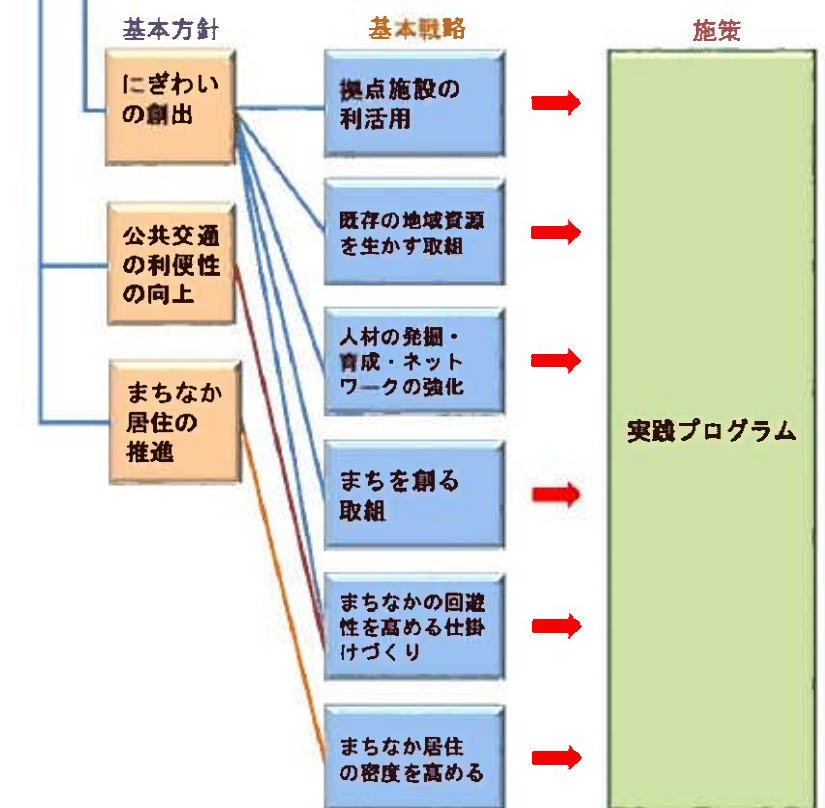 基本方針
基本戦略
施策
にぎわい
の創出
公共交通
の利便性
の向上
まちなか
居住の
推進
拠点施設の
利活用
既存の地域資源
を生かす取組
人材の発掘・
育成・ネット
ワークの強化
まちを創る
取組
まちなかの回遊
性を高める仕掛
けづくり
まちなか居住
の密度を高める
実践プログラム